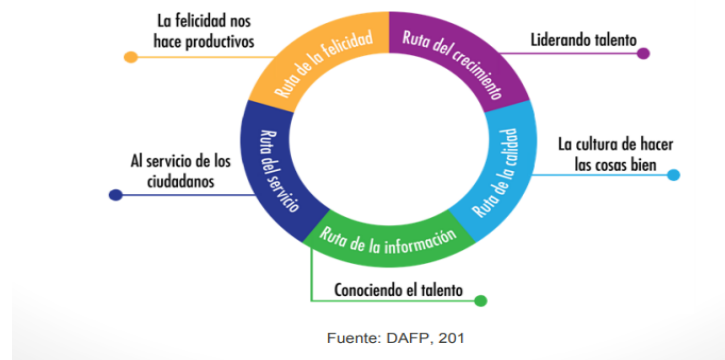 La felicidad nos
hace productivos
Ruta de la felicidad
Ruta del crecimiento
Liderando talento
Al servicio de los
ciudadanos
Ruta del servicio
Ruta de la calidad
La cultura de hacer
las cosas bien
Ruta de la información
Conociendo el talento
Fuente: DAFP, 201